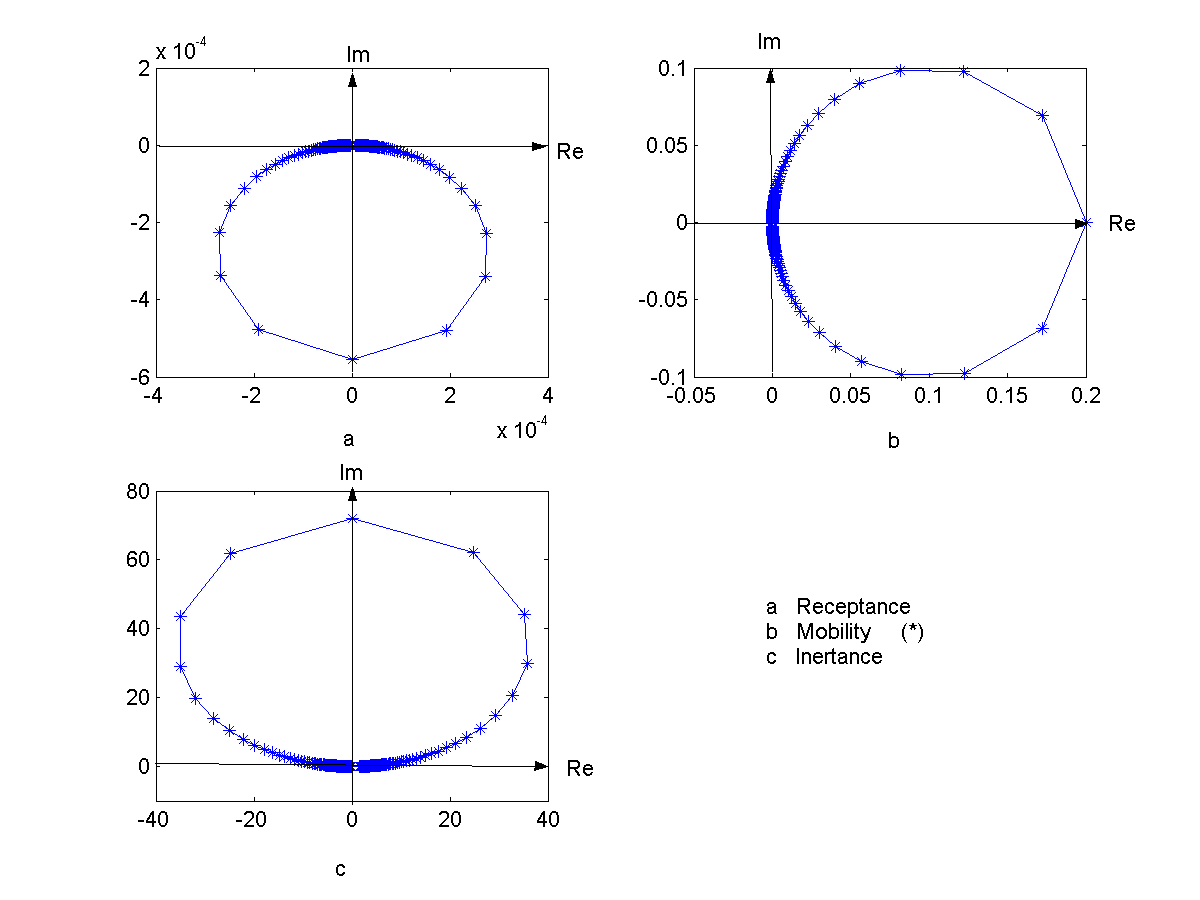 x 10-4
Im
2
0
-2
-4
-6
-4
-2
0
2
4
Re
x 10-4
a
Im
0.1
0.05
0
-0.05
-0.1
-0.05
0
0.05
0.1
0.15
0.2
Re
b
Im
80
60
40
20
0
-40
-20
0
20
40
Re
c
a Receptance
b Mobility (*)
c Inertance